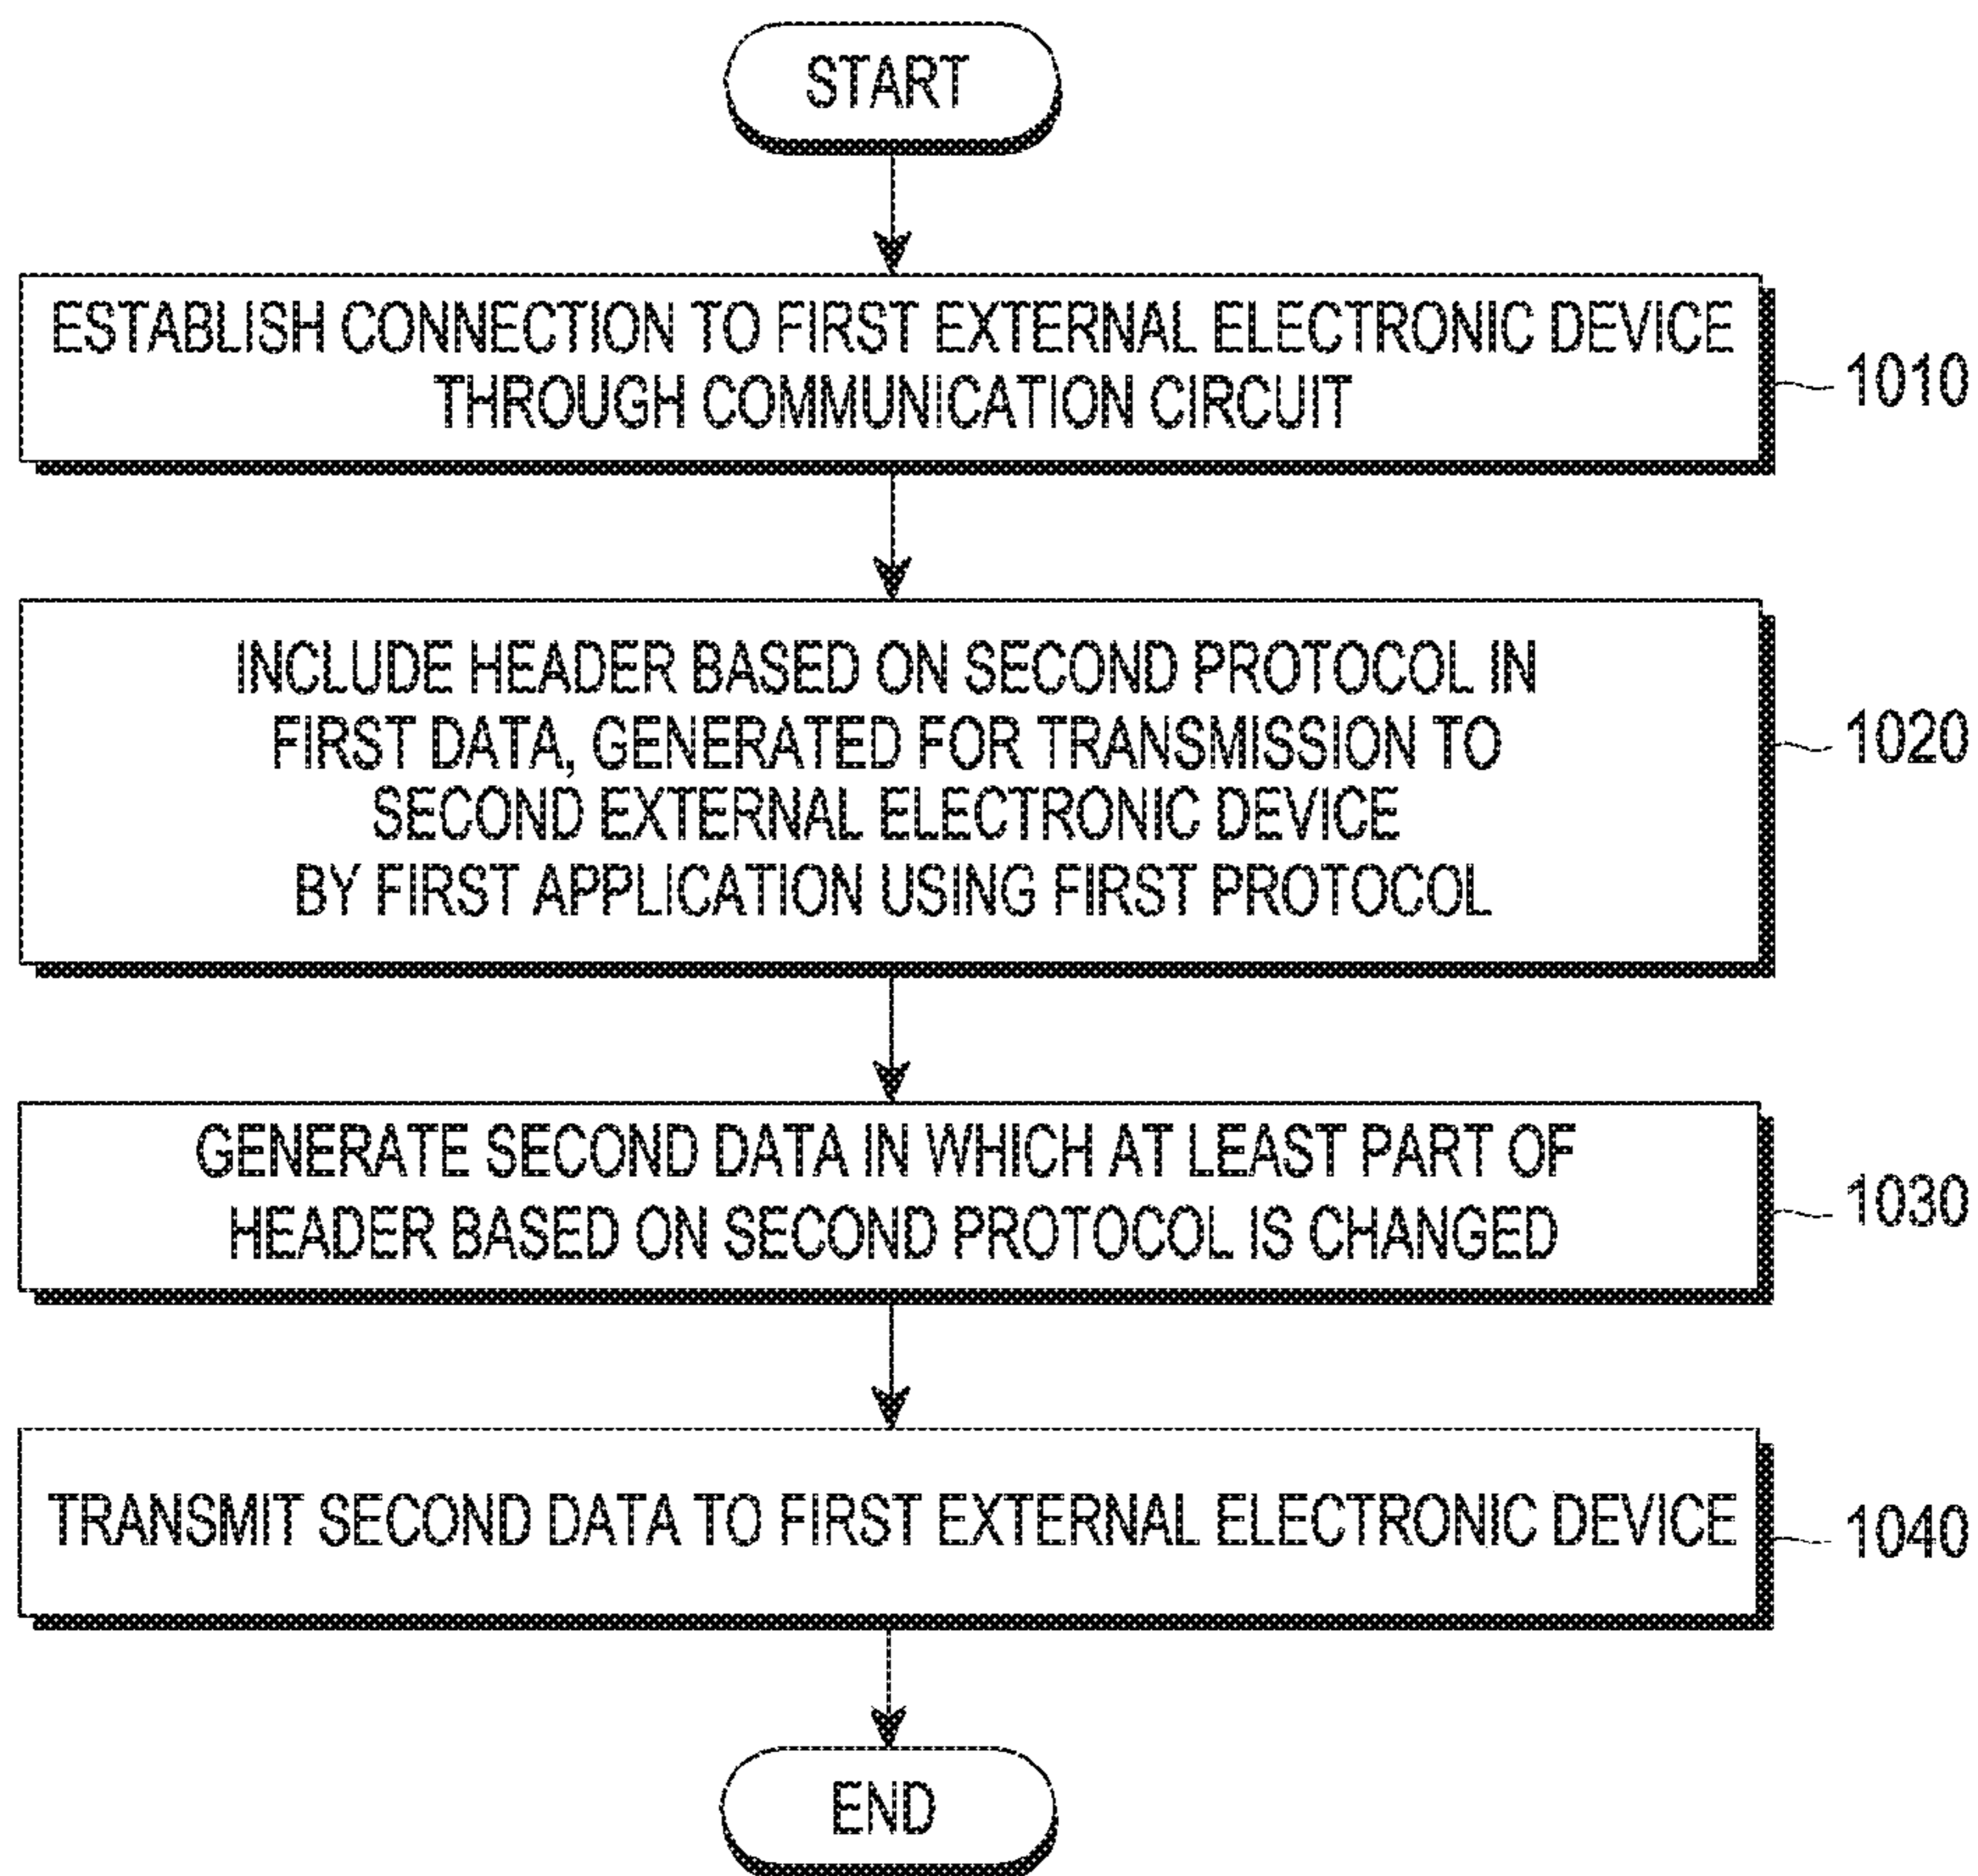 START
ESTABLISH CONNECTION TO FIRST EXTERNAL ELECTRONIC DEVICE
THROUGH COMMUNICATION CIRCUIT
1010
INCLUDE HEADER BASED ON SECOND PROTOCOL IN
FIRST DATA, GENERATED FOR TRANSMISSION TO
SECOND EXTERNAL ELECTRONIC DEVICE
BY FIRST APPLICATION USING FIRST PROTOCOL
1020
GENERATE SECOND DATA IN WHICH AT LEAST PART OF
HEADER BASED ON SECOND PROTOCOL IS CHANGED
1030
TRANSMIT SECOND DATA TO FIRST EXTERNAL ELECTRONIC DEVICE
1040
END